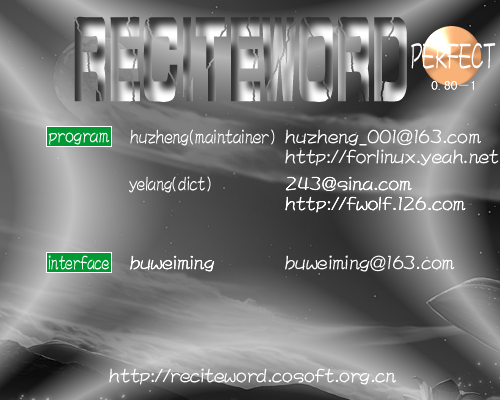 RECITEWORD
PERFECT
0.80-1
program huzheng(maintainer) huzheng_001@163.com
http://forlinux.yeah.net
yelang(dict) 243@sina.com
http://fwolf.126.com
interface buweiming buweiming@163.com
http://reciteword.cosoft.org.cn